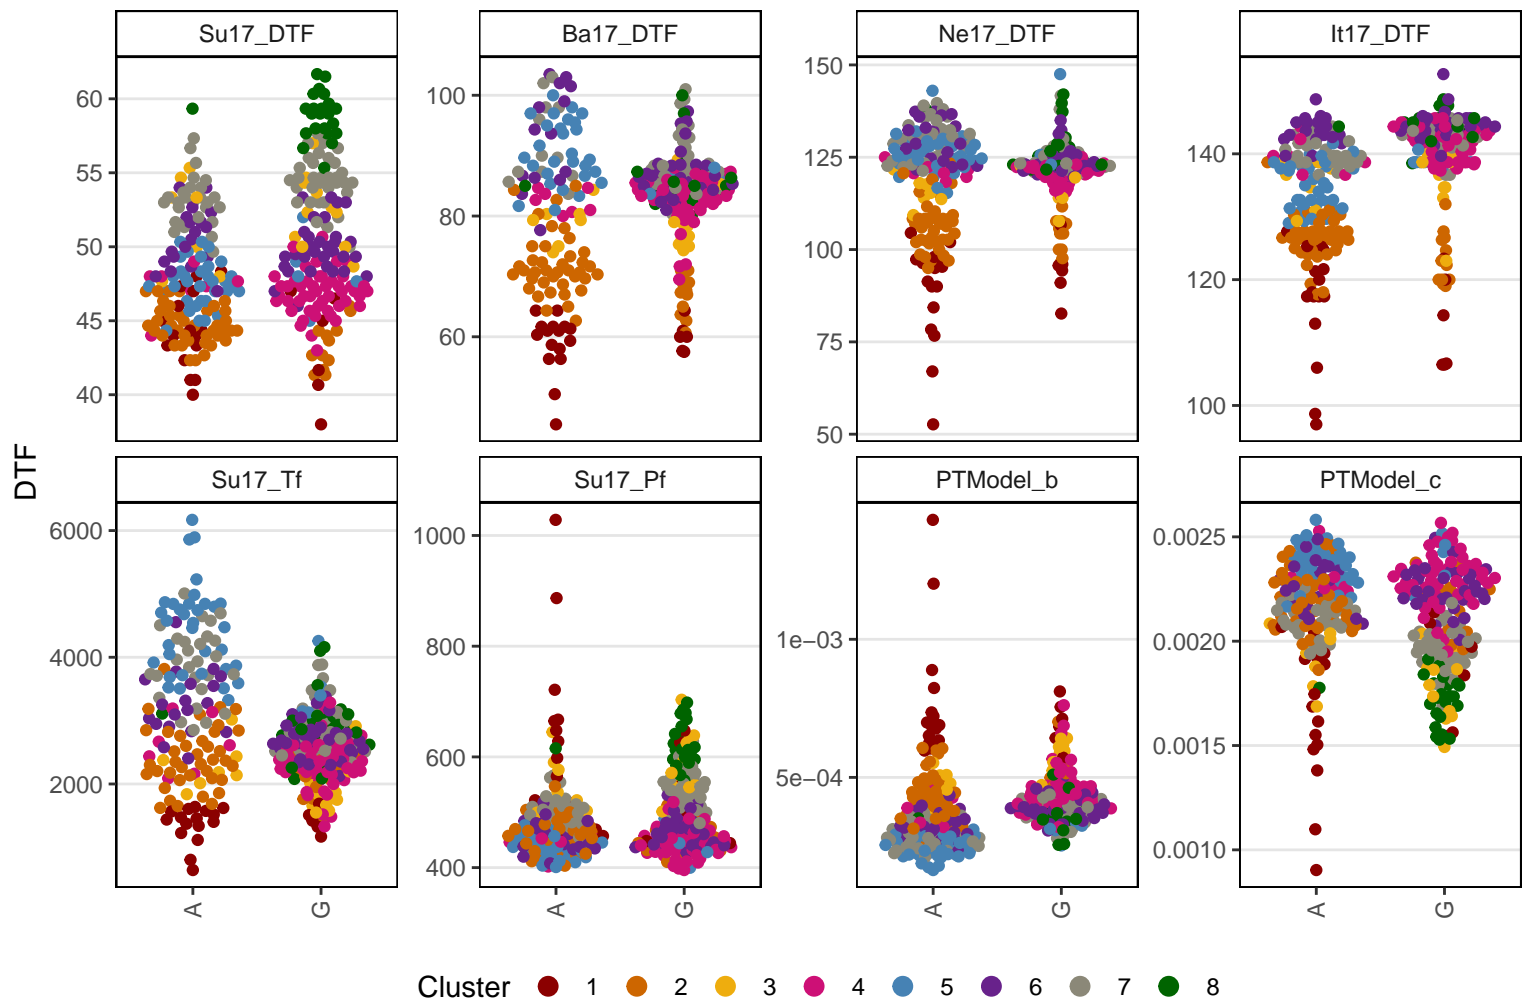 Su17_DTF
Ba17_DTF
Ne17_DTF
It17_DTF
60
55
50
45
40
100
80
60
150
125
100
75
50
140
120
100
DTF
Su17_Tf
Su17_Pf
PTModel_b
PTModel_c
6000
4000
2000
1000
800
600
400
1e−03
5e−04
0.0025
0.0020
0.0015
0.0010
A G A G A G A G
Cluster 1 2 3 4 5 6 7 8